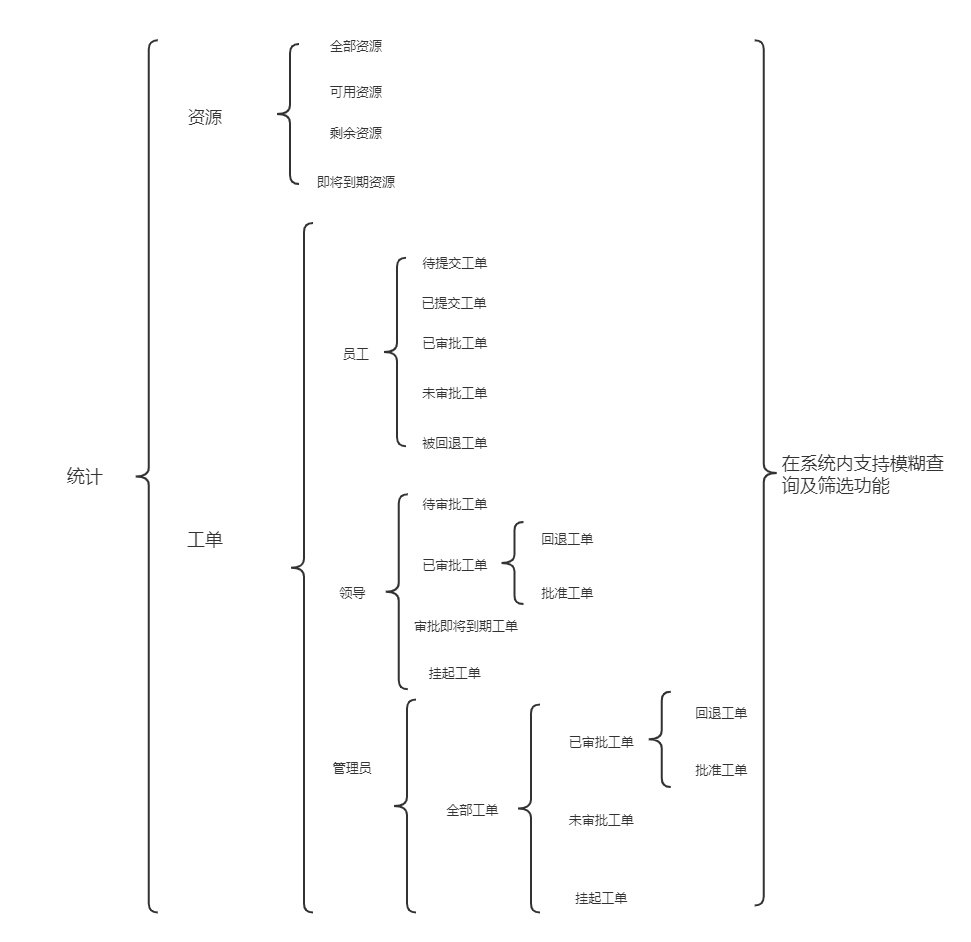 统计
资源
全部资源
可用资源
剩余资源
即将到期资源
工单
员工
待提交工单
已提交工单
已审批工单
未审批工单
被回退工单
领导
待审批工单
已审批工单
回退工单
批准工单
审批即将到期工单
挂起工单
管理员
全部工单
已审批工单
回退工单
批准工单
未审批工单
挂起工单
在系统内支持模糊查
询及筛选功能